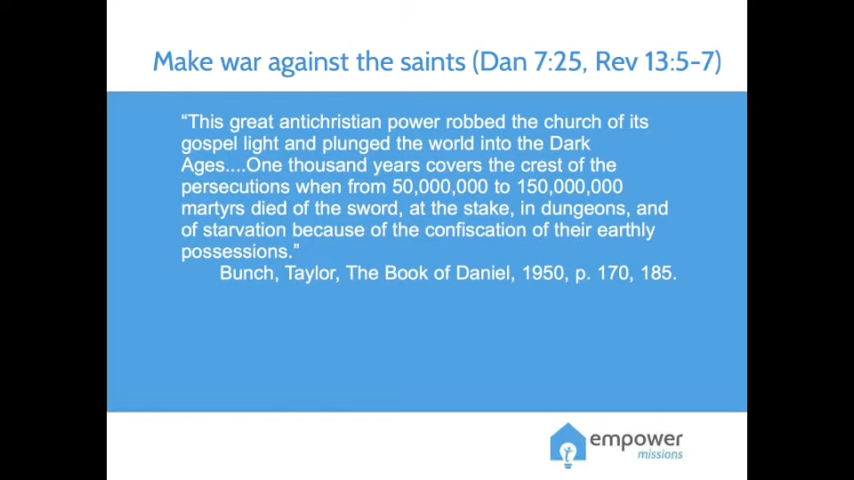 Make war against the saints (Dan 7:25, Rev 13:5-7)
“This great antichristian power robbed the church of its
gospel light and plunged the world into the Dark
Ages....One thousand years covers the crest of the
persecutions when from 50,000,000 to 150,000,000
martyrs died of the sword, at the stake, in dungeons, and
of starvation because of the confiscation of their earthly
possessions.”
Bunch, Taylor, The Book of Daniel, 1950, p. 170, 185.
empower
missions